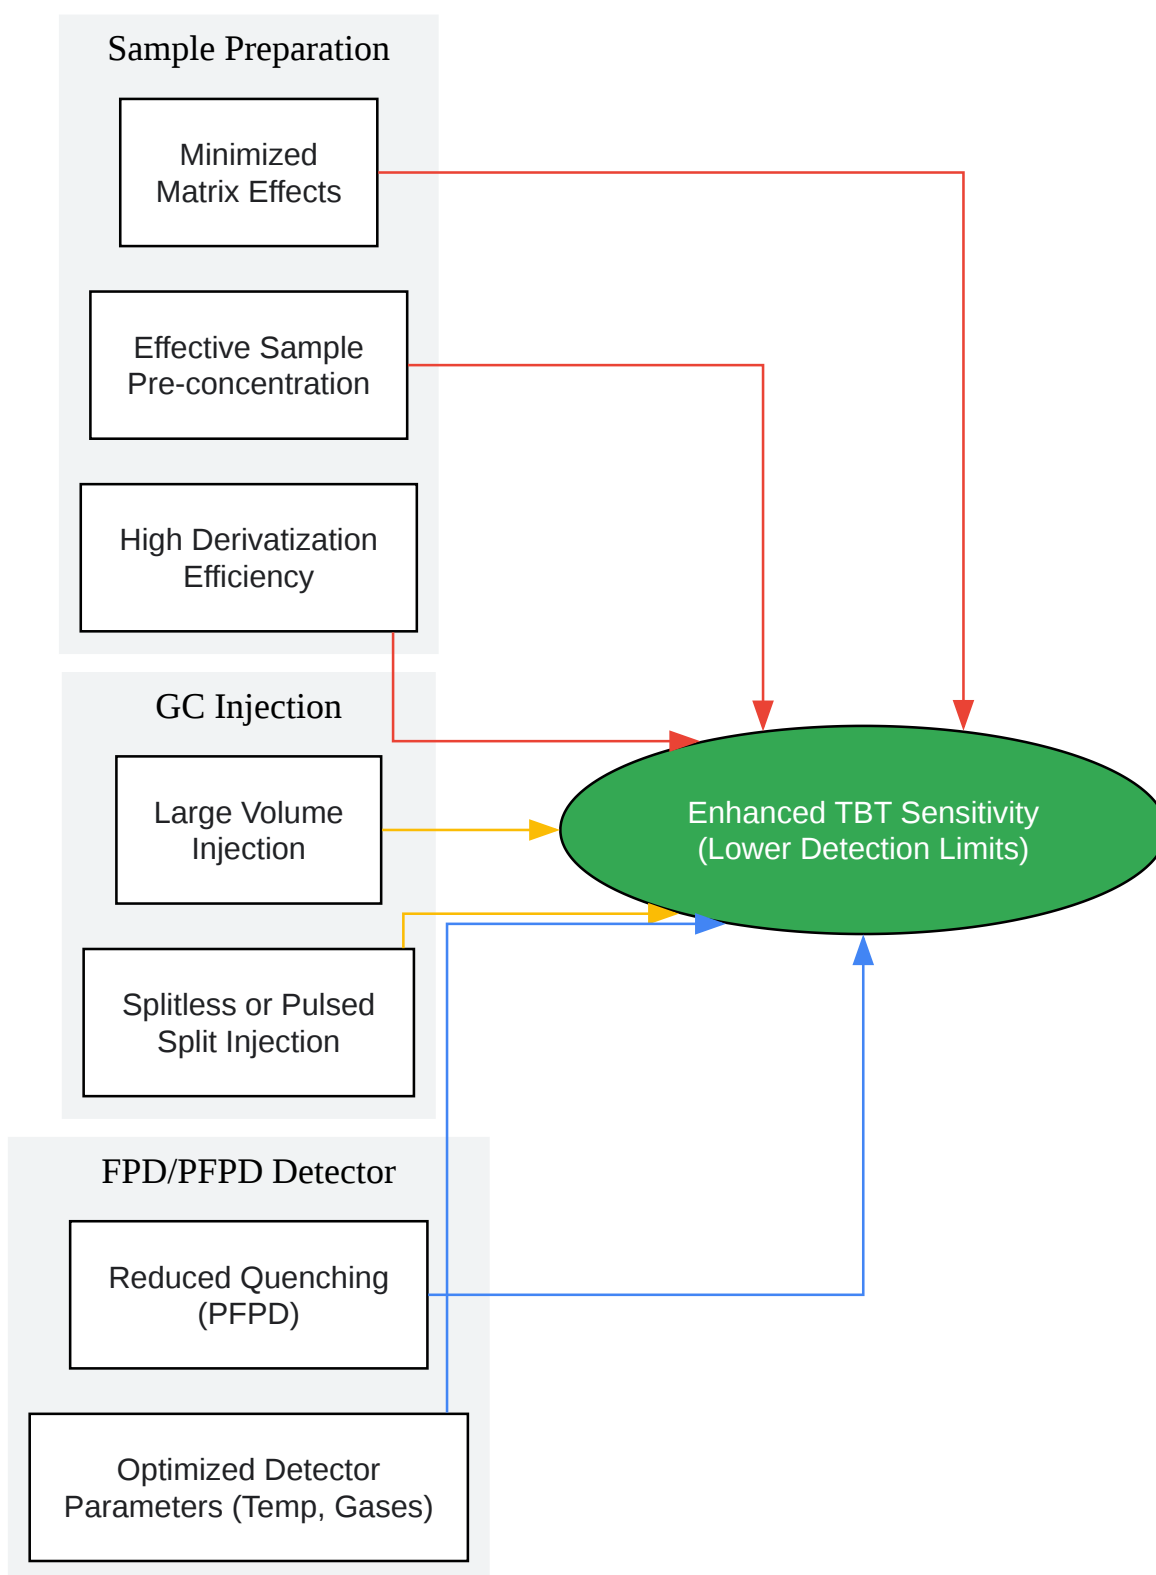 Sample Preparation
Minimized
Matrix Effects
Effective Sample
Pre-concentration
High Derivatization
Efficiency
GC Injection
Large Volume
Injection
Enhanced TBT Sensitivity
(Lower Detection Limits)
Splitless or Pulsed
Split Injection
FPD/PFPD Detector
Reduced Quenching
(PFPD)
Optimized Detector
Parameters (Temp, Gases)